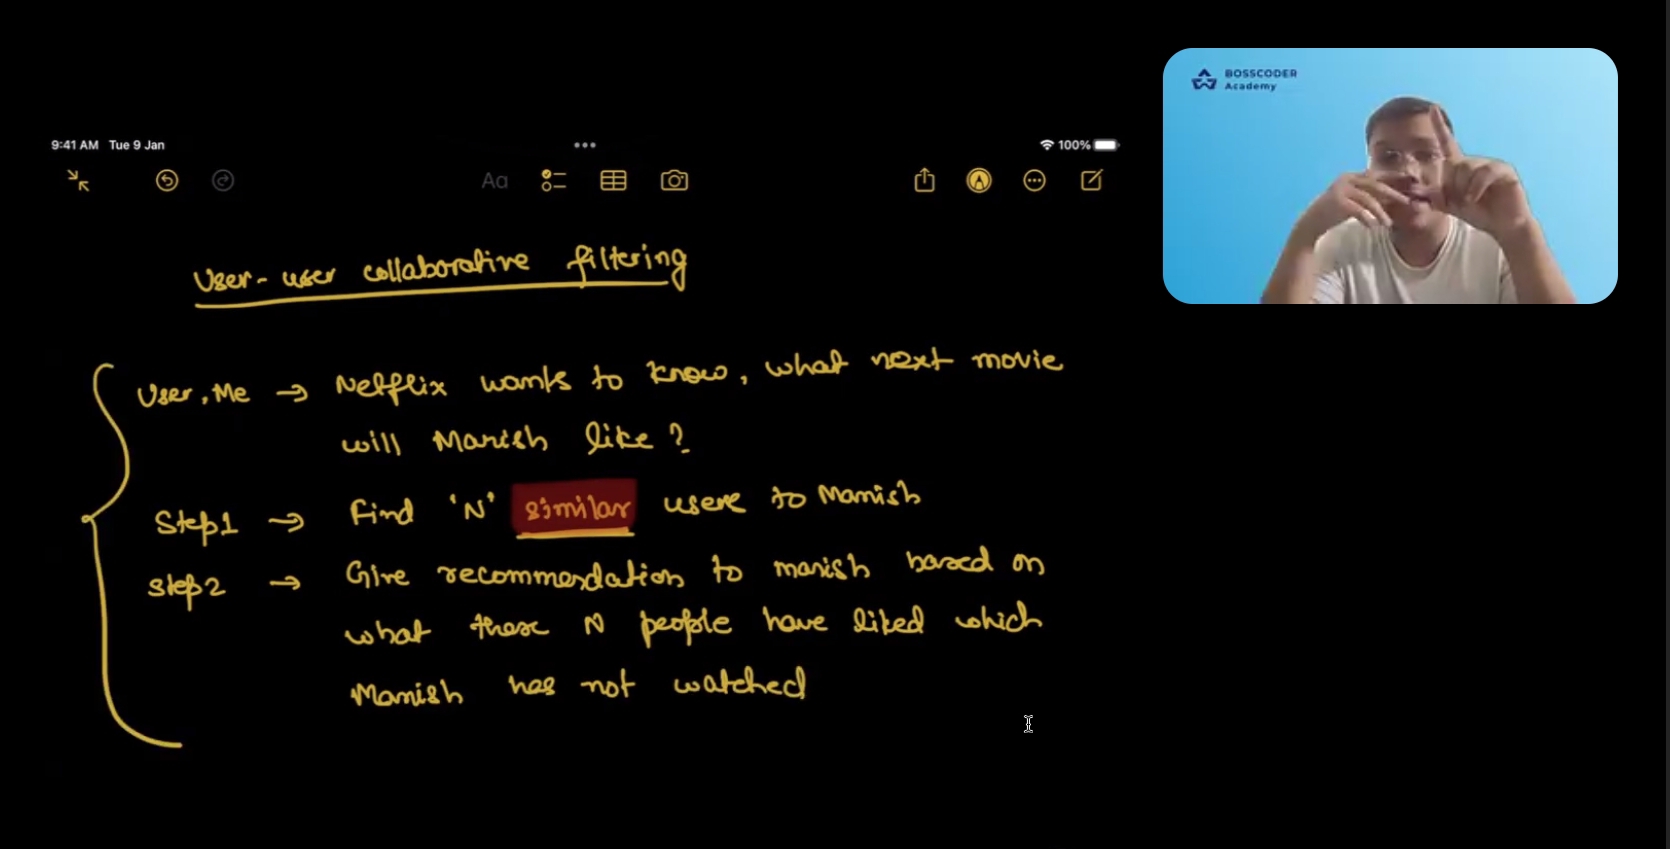 BOSSCODER
Academy
9:41 AM Tue 9 Jan
100%
Aa
User-user collaborative filtering
User, Me → Netflix wants to know, what next movie
will Manish like?
Step1 → Find 'N' similar users to Manish
Step2 → Give recommendation to manish based on
what these N people have liked which
Manish has not watched